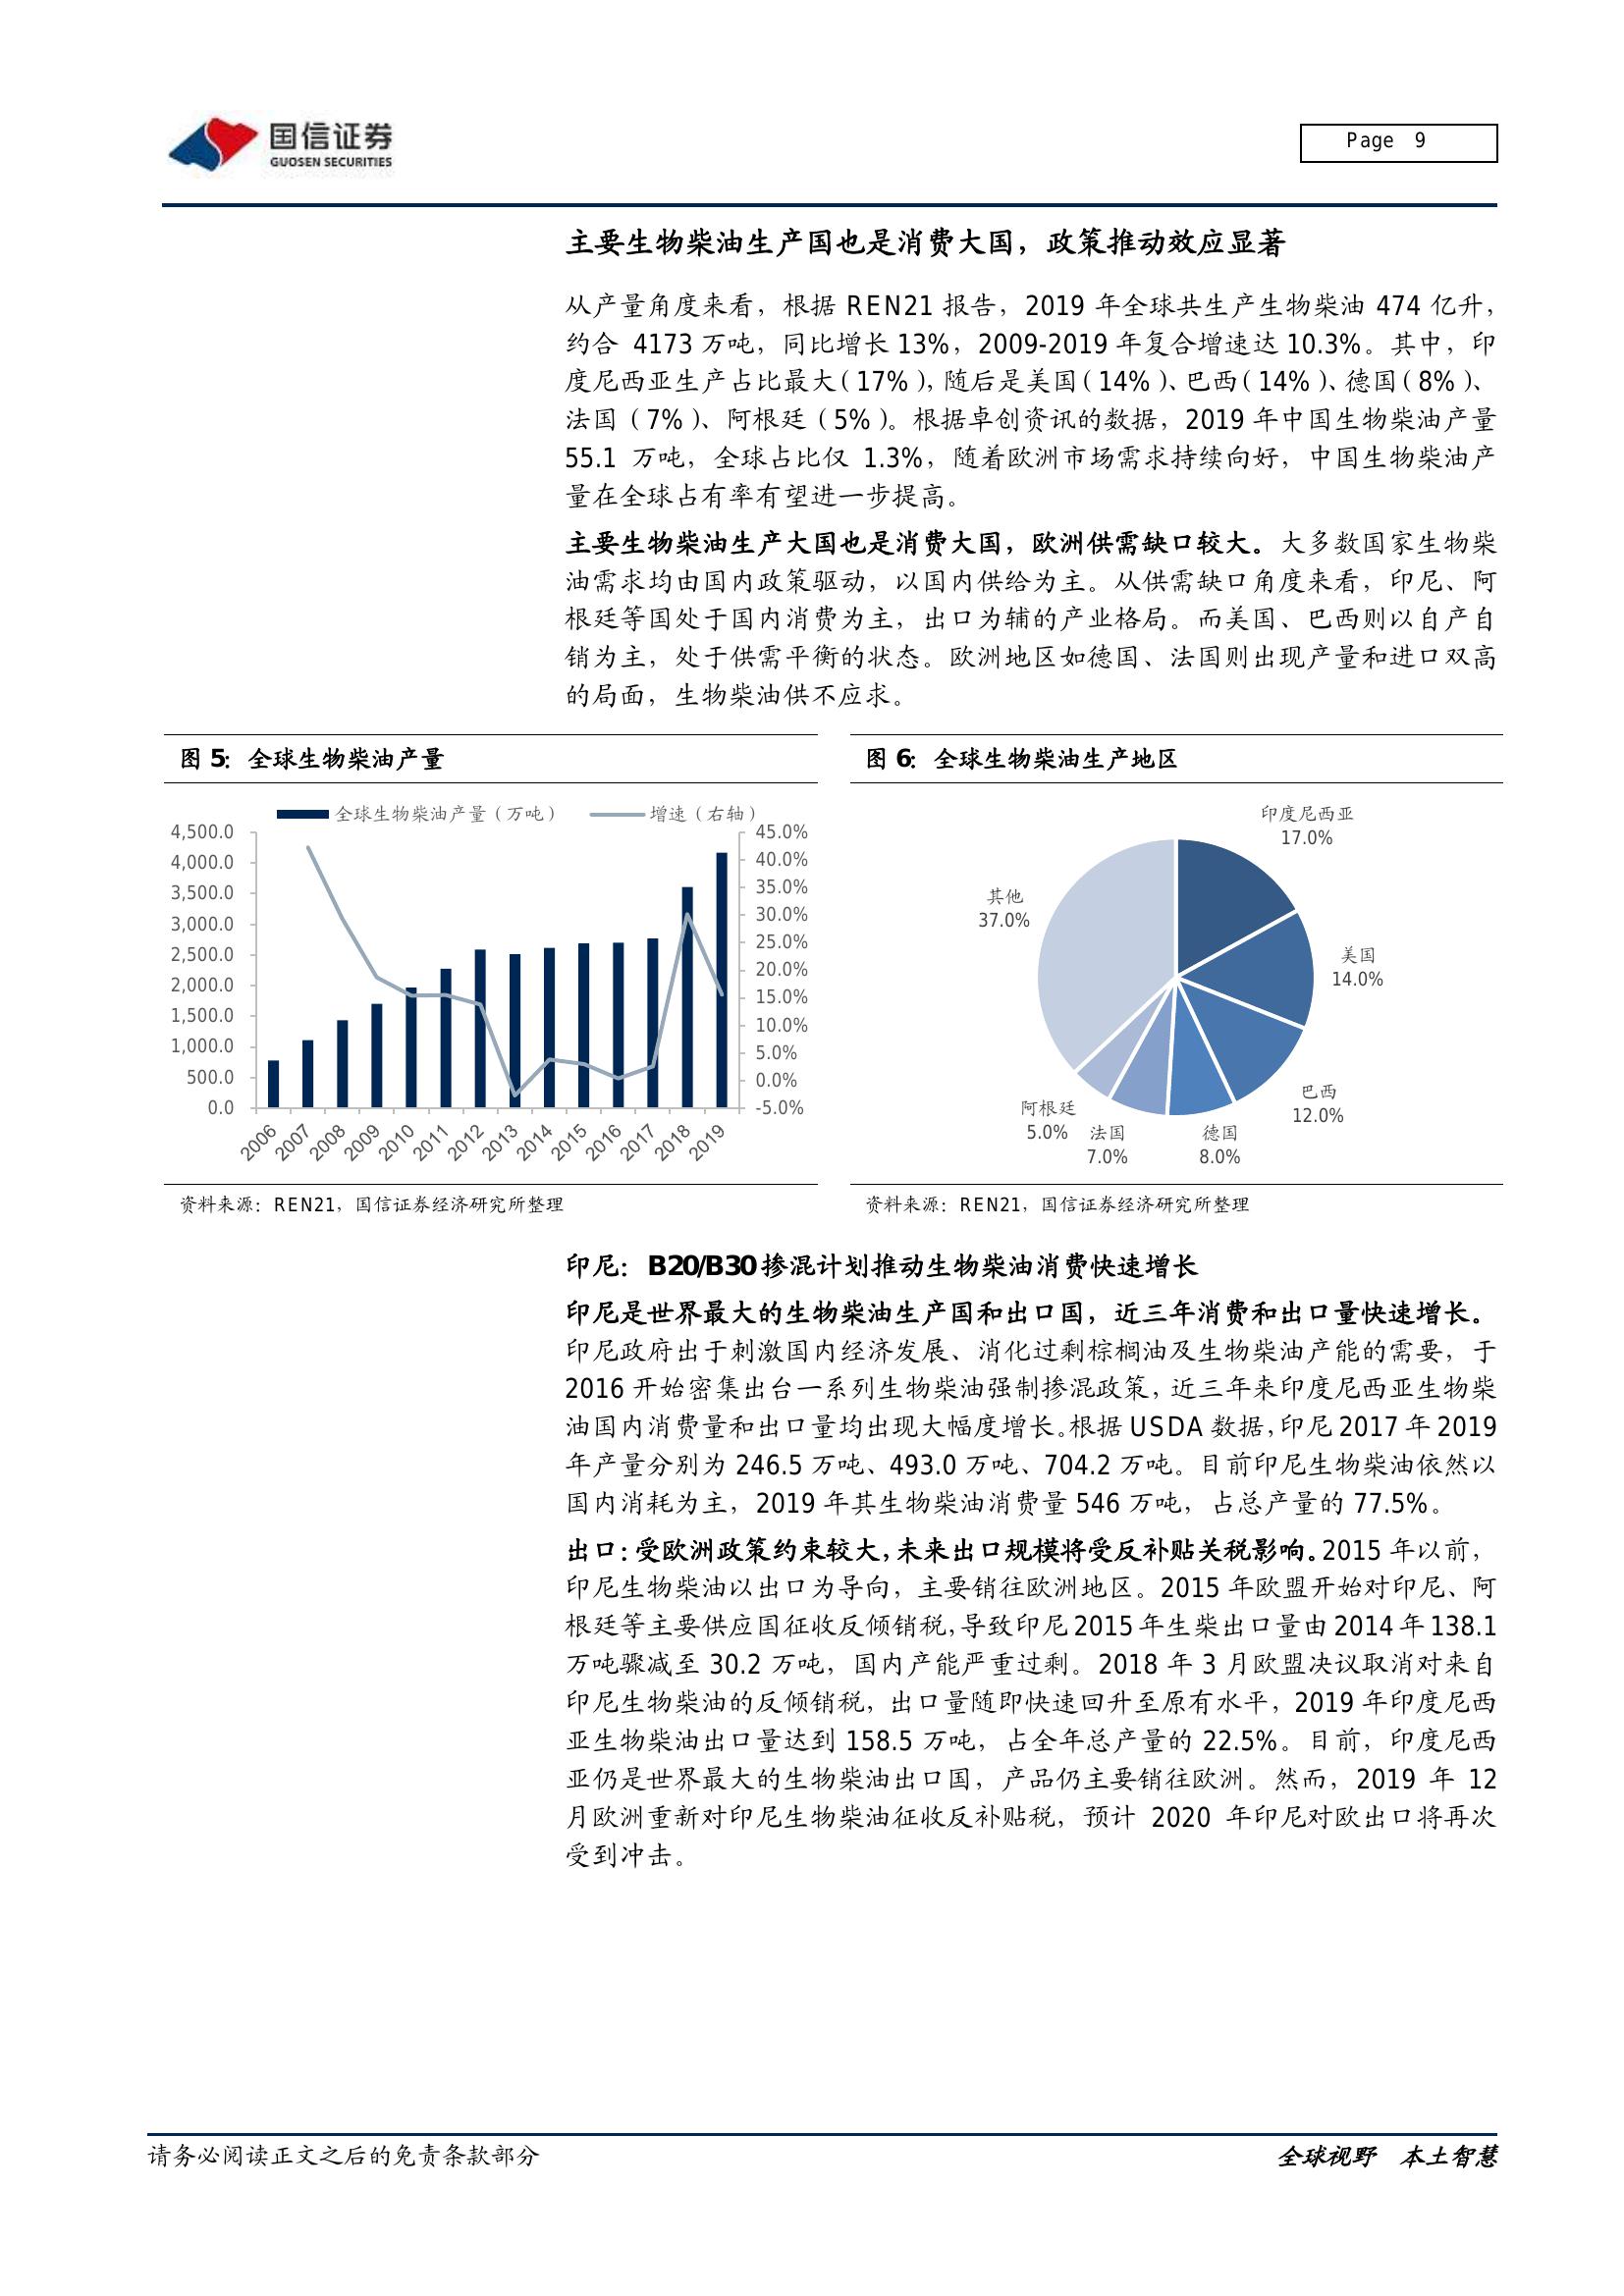 国信证券
GUOSEN SECURITIES
Page 9
主要生物柴油生产国也是消费大国，政策推动效应显著
从产量角度来看，根据 REN21 报告，2019 年全球共生产生物柴油 474 亿升，
约合 4173 万吨，同比增长 13%，2009-2019 年复合增速达 10.3%。其中，印
度尼西亚生产占比最大（17%），随后是美国（14%）、巴西（14%）、德国（8%）、
法国（7%）、阿根廷（5%）。根据卓创资讯的数据，2019 年中国生物柴油产量
55.1 万吨，全球占比仅 1.3%，随着欧洲市场需求持续向好，中国生物柴油产
量在全球占有率有望进一步提高。
主要生物柴油生产大国也是消费大国，欧洲供需缺口较大。大多数国家生物柴
油需求均由国内政策驱动，以国内供给为主。从供需缺口角度来看，印尼、阿
根廷等国处于国内消费为主，出口为辅的产业格局。而美国、巴西则以自产自
销为主，处于供需平衡的状态。欧洲地区如德国、法国则出现产量和进口双高
的局面，生物柴油供不应求。
图 5：全球生物柴油产量
全球生物柴油产量（万吨）
增速（右轴）
4,500.0
4,000.0
3,500.0
3,000.0
2,500.0
2,000.0
1,500.0
1,000.0
500.0
0.0
45.0%
40.0%
35.0%
30.0%
25.0%
20.0%
15.0%
10.0%
5.0%
0.0%
-5.0%
2006
2007
2008
2009
2010
2011
2012
2013
2014
2015
2016
2017
2018
2019
资料来源：REN21，国信证券经济研究所整理
图 6：全球生物柴油生产地区
印度尼西亚
17.0%
美国
14.0%
巴西
12.0%
德国
8.0%
法国
7.0%
阿根廷
5.0%
其他
37.0%
资料来源：REN21，国信证券经济研究所整理
印尼：B20/B30 掺混计划推动生物柴油消费快速增长
印尼是世界最大的生物柴油生产国和出口国，近三年消费和出口量快速增长。
印尼政府出于刺激国内经济发展、消化过剩棕榈油及生物柴油产能的需要，于
2016 开始密集出台一系列生物柴油强制掺混政策，近三年来印度尼西亚生物柴
油国内消费量和出口量均出现大幅度增长。根据 USDA 数据，印尼 2017 年 2019
年产量分别为 246.5 万吨、493.0 万吨、704.2 万吨。目前印尼生物柴油依然以
国内消耗为主，2019 年其生物柴油消费量 546 万吨，占总产量的 77.5%。
出口：受欧洲政策约束较大，未来出口规模将受反补贴关税影响。2015 年以前，
印尼生物柴油以出口为导向，主要销往欧洲地区。2015 年欧盟开始对印尼、阿
根廷等主要供应国征收反倾销税，导致印尼 2015 年生柴出口量由 2014 年 138.1
万吨骤减至 30.2 万吨，国内产能严重过剩。2018 年 3 月欧盟决议取消对来自
印尼生物柴油的反倾销税，出口量随即快速回升至原有水平，2019 年印度尼西
亚生物柴油出口量达到 158.5 万吨，占全年总产量的 22.5%。目前，印度尼西
亚仍是世界最大的生物柴油出口国，产品仍主要销往欧洲。然而，2019 年 12
月欧洲重新对印尼生物柴油征收反补贴税，预计 2020 年印尼对欧出口将再次
受到冲击。
请务必阅读正文之后的免责条款部分
全球视野 本土智慧